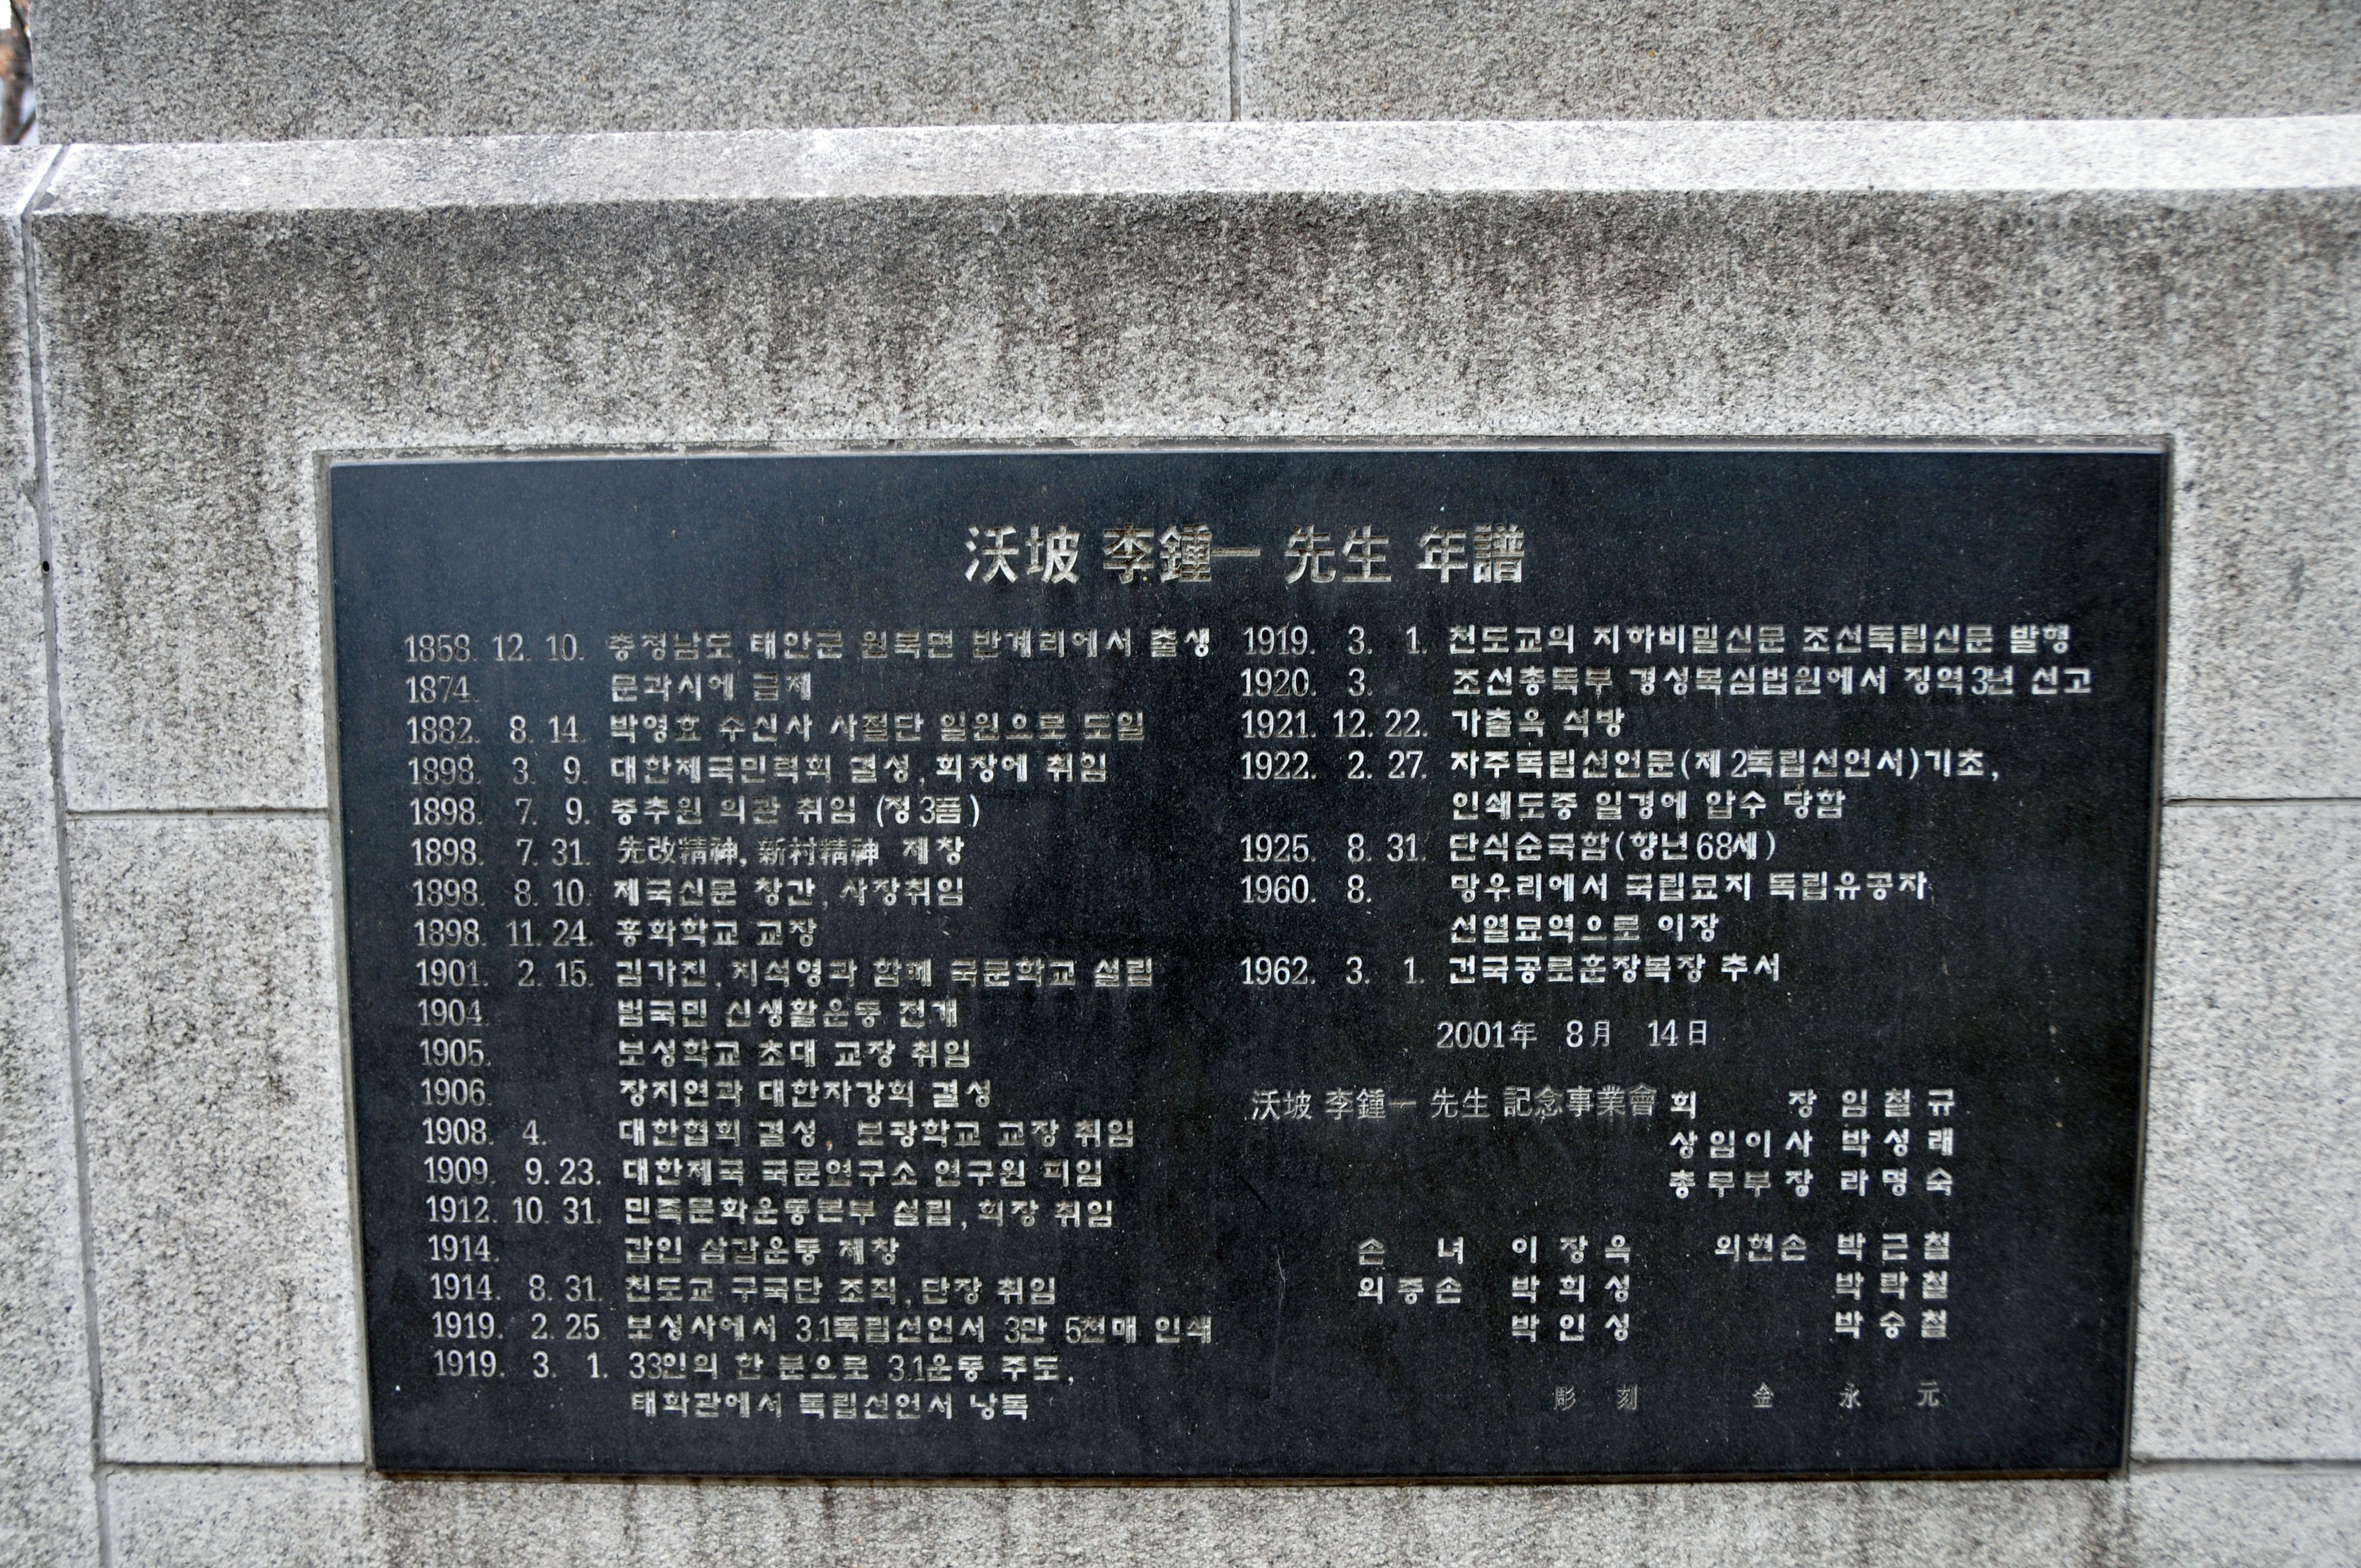 沃坡 李鍾一 先生 年譜
1858. 12. 10. 충청남도 태안군 원북면 반계리에서 출생
1874. 문과시에 급제
1882. 8. 14. 박영효 수신사 사절단 일원으로 도일
1898. 3. 9. 대한제국민력회 결성, 회장에 취임
1898. 7. 9. 중추원 의관 취임 (정3품)
1898. 7. 31. 先改精神, 新村精神 제창
1898. 8. 10. 제국신문 창간, 사장취임
1898. 11. 24. 흥화학교 교장
1901. 2. 15. 김가진, 지석영과 함께 국문학교 설립
1904. 범국민 신생활운동 전개
1905. 보성학교 초대 교장 취임
1906. 장지연과 대한자강회 결성
1908. 4. 대한협회 결성, 보광학교 교장 취임
1909. 9. 23. 대한제국 국문연구소 연구원 피임
1912. 10. 31. 민족문화운동본부 설립, 회장 취임
1914. 갑인 삼갑운동 제창
1914. 8. 31. 천도교 구국단 조직, 단장 취임
1919. 2. 25. 보성사에서 3.1독립선언서 3만 5천매 인쇄
1919. 3. 1. 33인의 한 분으로 3.1운동 주도,
태화관에서 독립선언서 낭독
1919. 3. 1. 천도교의 지하비밀신문 조선독립신문 발행
1920. 3. 조선총독부 경성복심법원에서 징역3년 선고
1921. 12. 22. 가출옥 석방
1922. 2. 27. 자주독립선언문(제2독립선언서)기초,
인쇄도중 일경에 압수 당함
1925. 8. 31. 단식순국함(향년68세)
1960. 8. 망우리에서 국립묘지 독립유공자
선열묘역으로 이장
1962. 3. 1. 건국공로훈장복장 추서
2001年 8月 14日
沃坡 李鍾一 先生 記念事業會 회 장 임철규
상임이사 박성래
총무부장 라명숙
손 녀 이장옥 외현손 박근철
외증손 박희성 박락철
박인성 박승철
彫刻 金永元